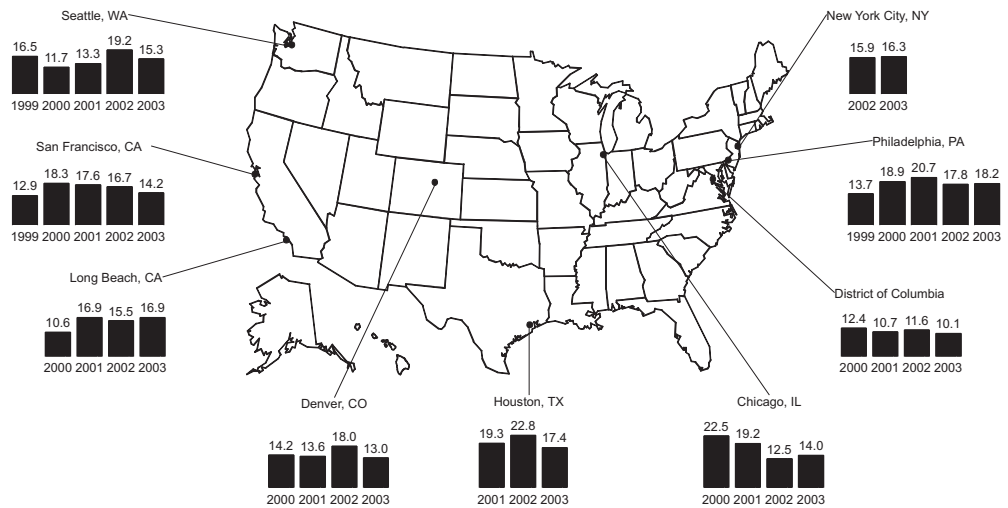 Seattle, WA
16.5 11.7 13.3 19.2 15.3
1999 2000 2001 2002 2003
New York City, NY
15.9 16.3
2002 2003
San Francisco, CA
12.9 18.3 17.6 16.7 14.2
1999 2000 2001 2002 2003
Philadelphia, PA
13.7 18.9 20.7 17.8 18.2
1999 2000 2001 2002 2003
Long Beach, CA
10.6 16.9 15.5 16.9
2000 2001 2002 2003
District of Columbia
12.4 10.7 11.6 10.1
2000 2001 2002 2003
Denver, CO
14.2 13.6 18.0 13.0
2000 2001 2002 2003
Houston, TX
19.3 22.8 17.4
2001 2002 2003
Chicago, IL
22.5 19.2 12.5 14.0
2000 2001 2002 2003